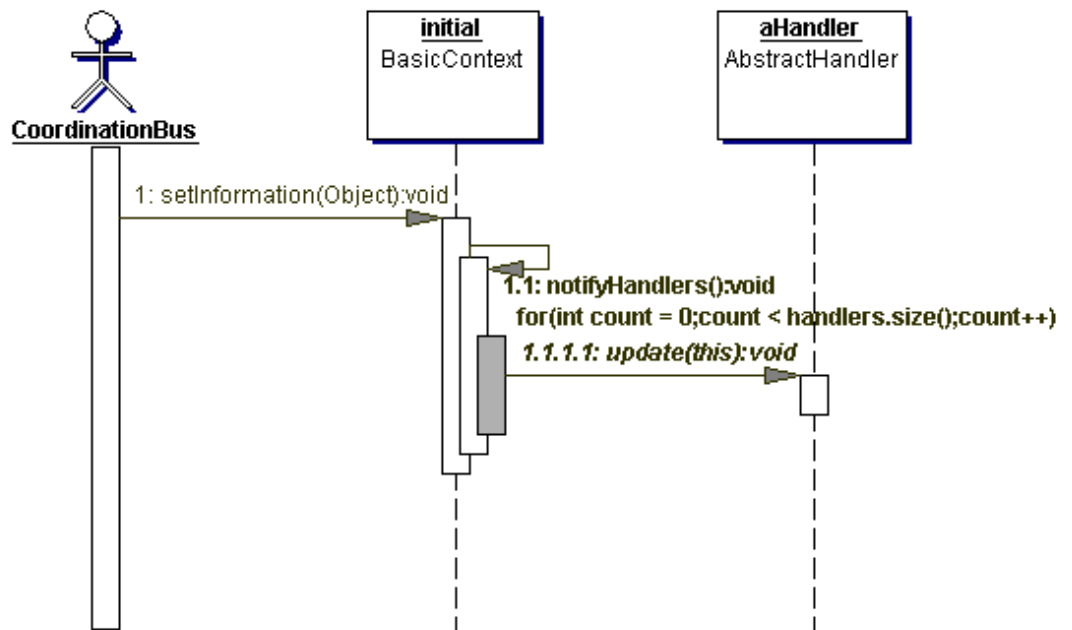 initial
BasicContext
aHandler
AbstractHandler
CoordinationBus
1: setInformation(Object):void
1.1: notifyHandlers():void
for(int count = 0;count < handlers.size();count++)
1.1.1.1: update(this):void